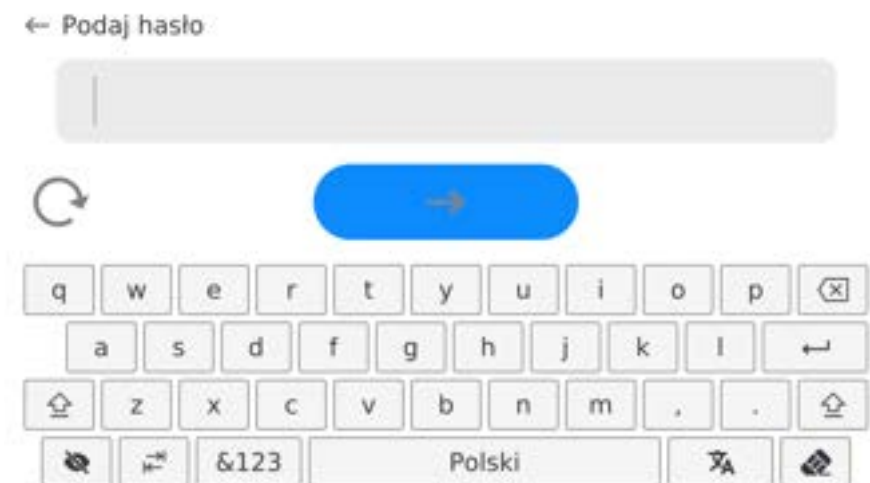 ← Podaj hasło
→
q w e r t y u i o p
a s d f g h j k l
z x c v b n m , .
&123 Polski